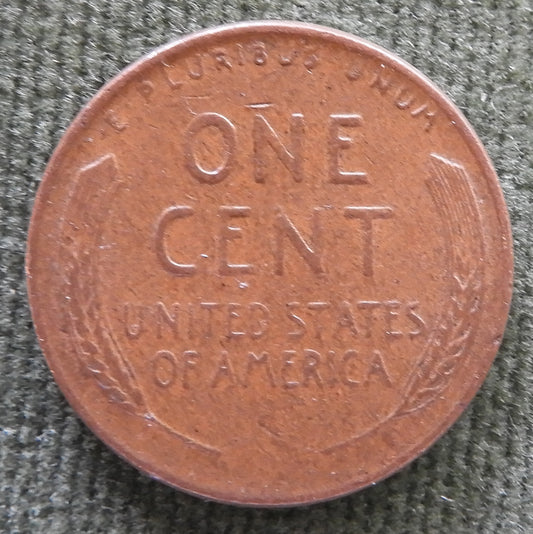 E PLURIBUS UNUM
ONE
CENT
UNITED STATES
OF AMERICA